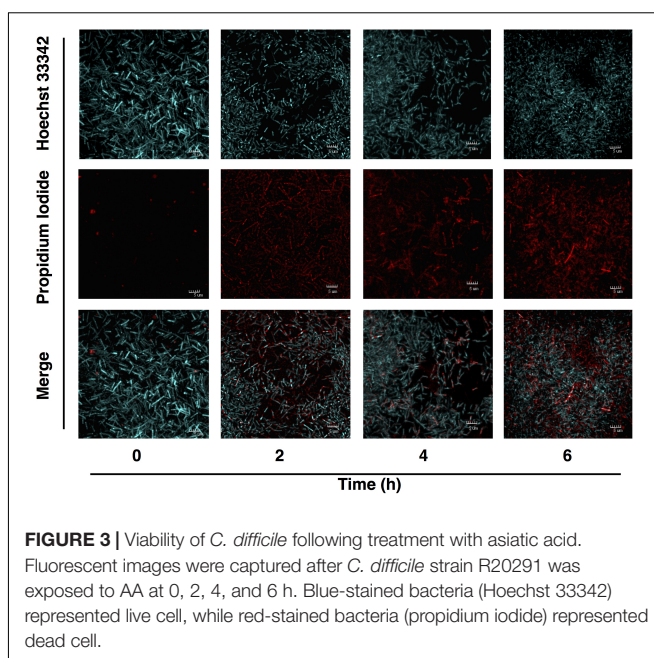 Hoechst 33342
Propidium Iodide
Merge
0 2 4 6
Time (h)
FIGURE 3 | Viability of C. difficile following treatment with asiatic acid.
Fluorescent images were captured after C. difficile strain R20291 was
exposed to AA at 0, 2, 4, and 6 h. Blue-stained bacteria (Hoechst 33342)
represented live cell, while red-stained bacteria (propidium iodide) represented
dead cell.